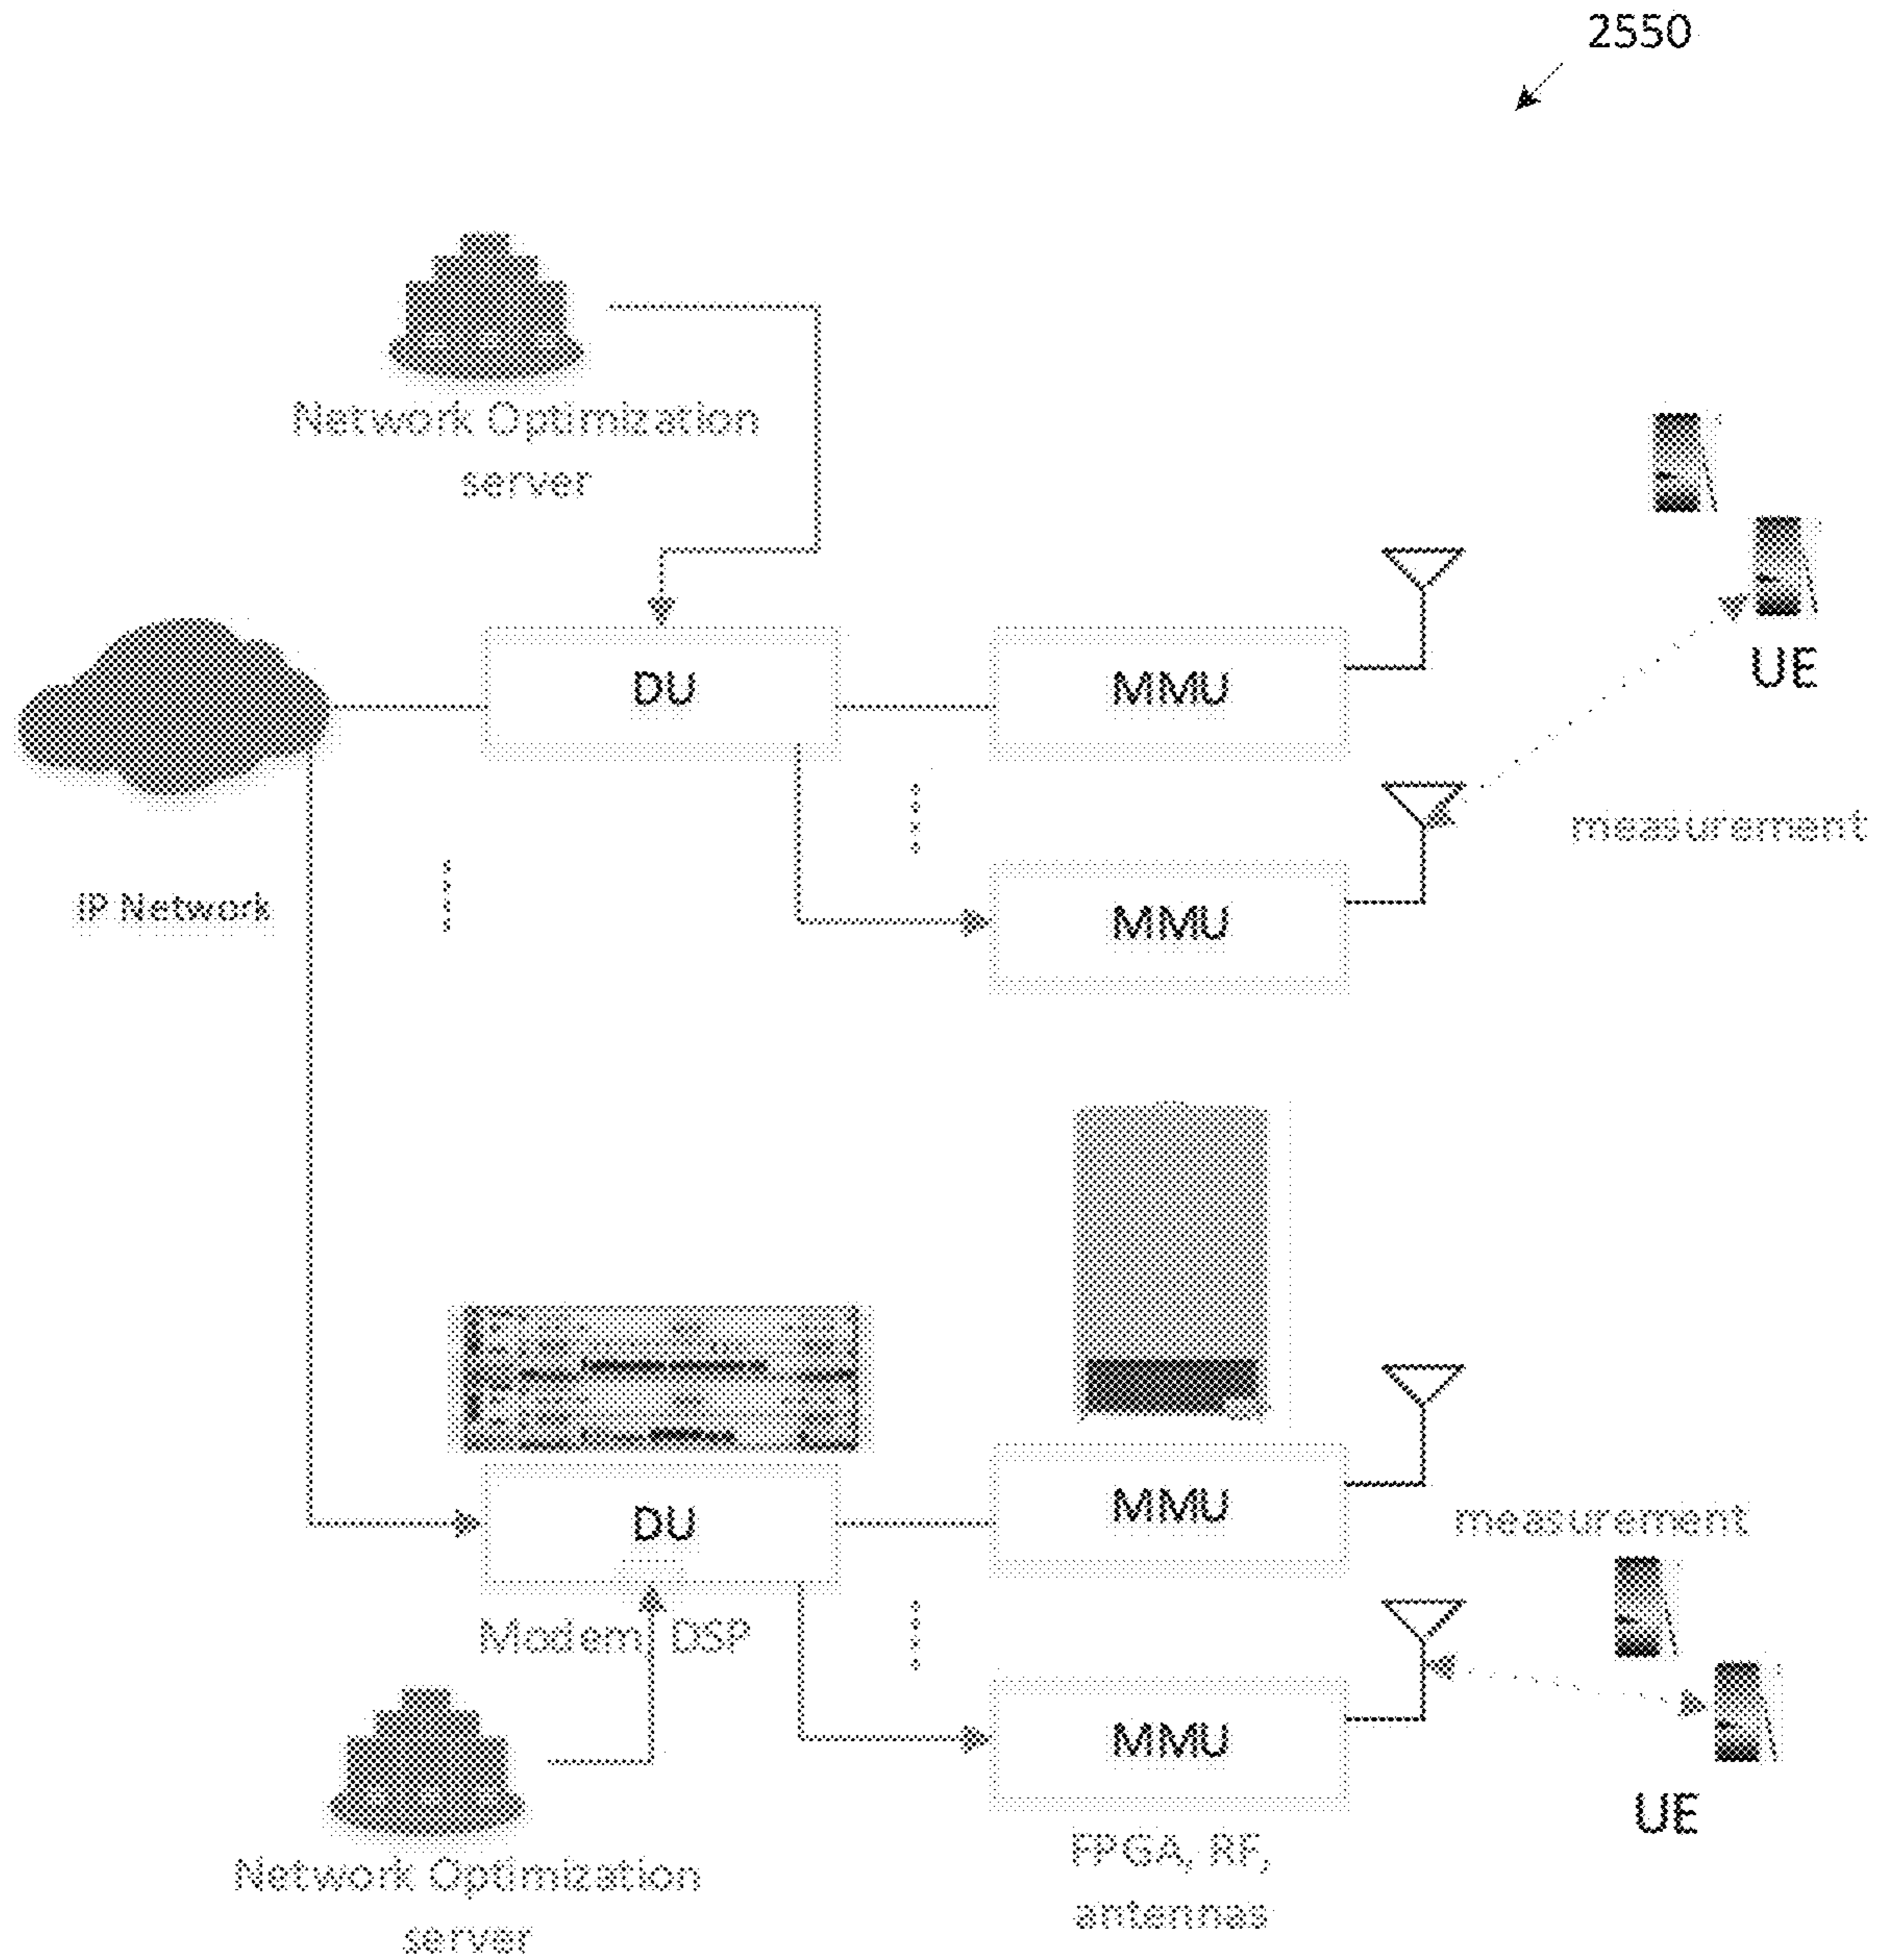 2550
Network Optimization
server
DU
MMU
UE
measurement
IP Network
MMU
DU
MMU
measurement
Modem, DSP
MMU
UE
Network Optimization
server
FPGA, RF,
antennas